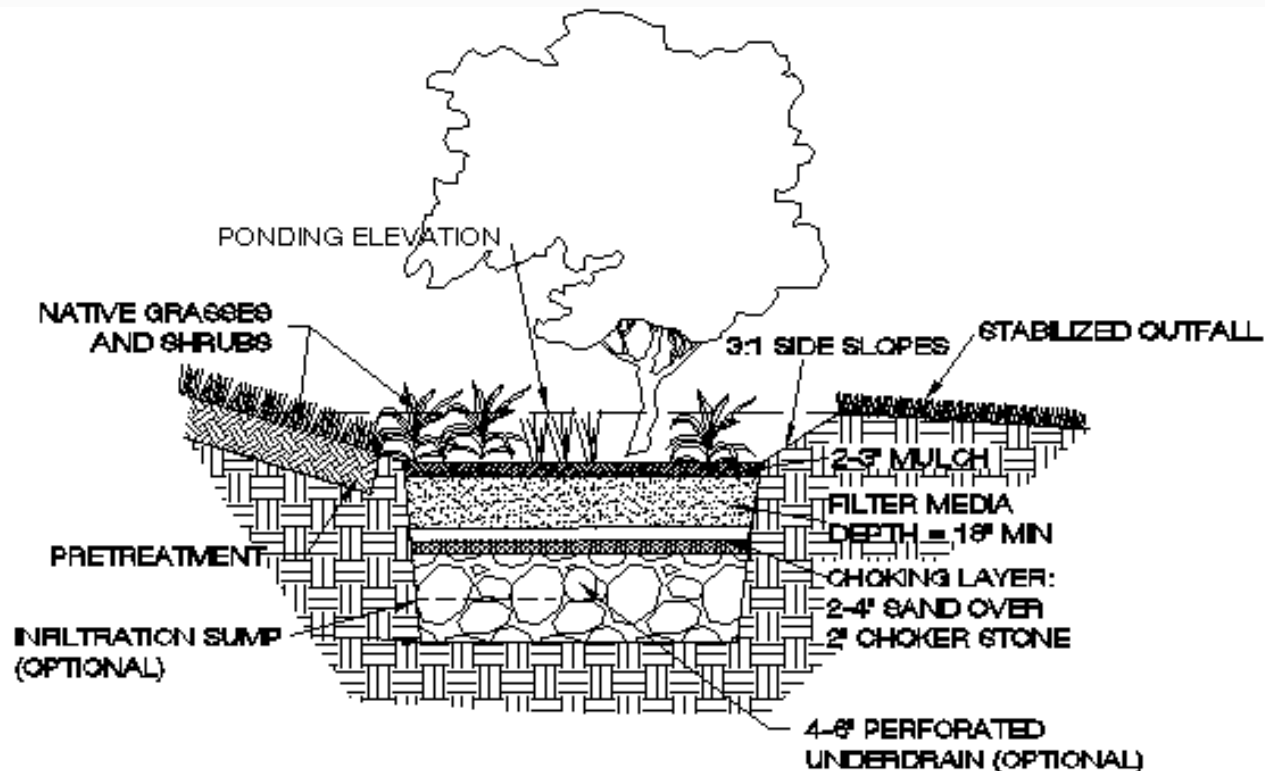 PONDING ELEVATION
NATIVE GRASSES
AND SHRUBS
3:1 SIDE SLOPES
STABILIZED OUTFALL
2-3" MULCH
FILTER MEDIA
DEPTH = 18" MIN
PRETREATMENT
CHOKING LAYER:
2-4" SAND OVER
2" CHOKER STONE
INFILTRATION SUMP
(OPTIONAL)
4-6" PERFORATED
UNDERDRAIN (OPTIONAL)